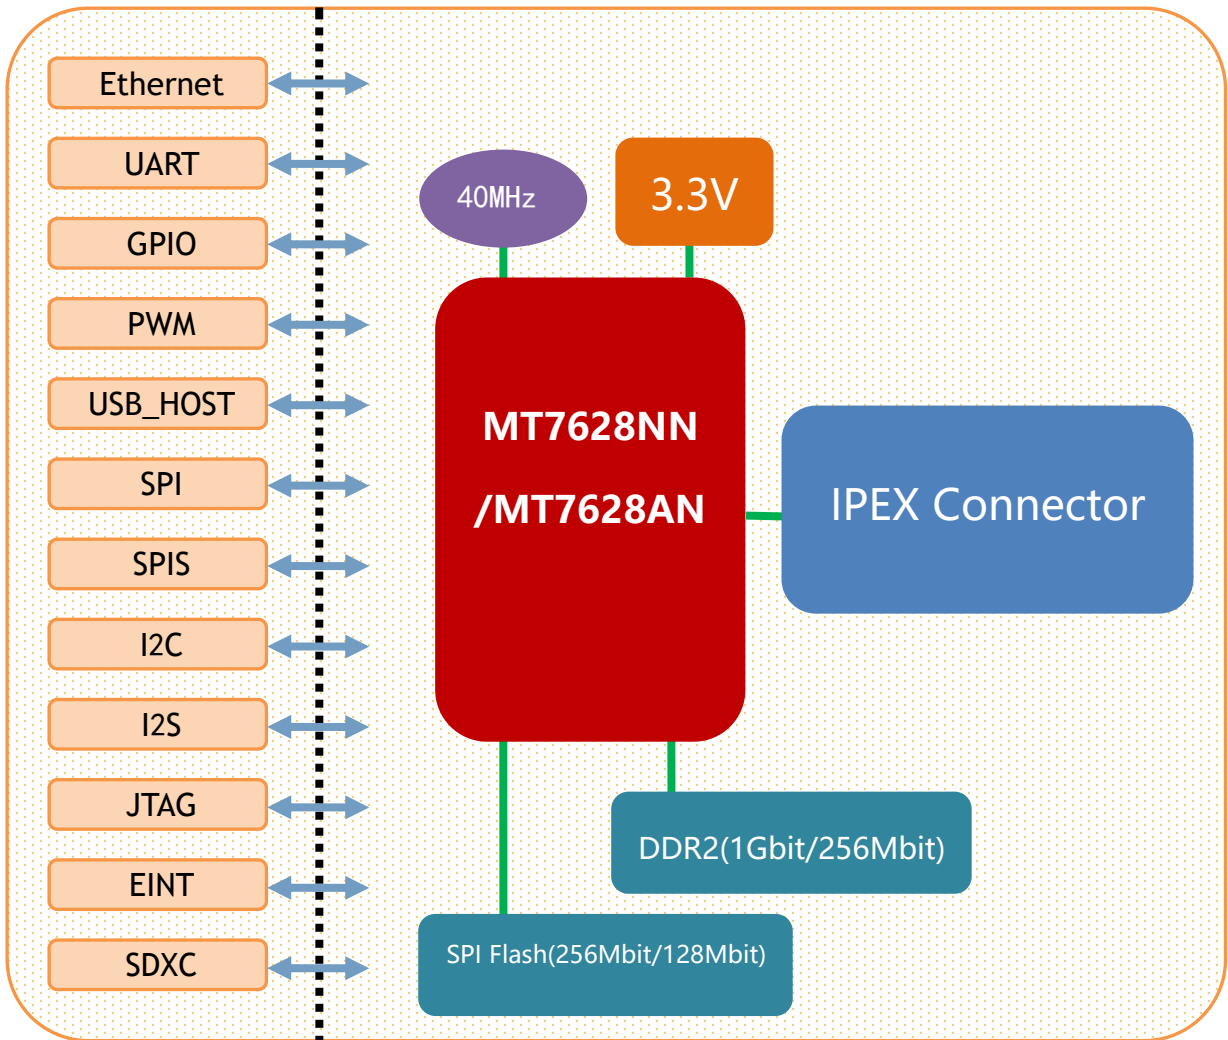 Ethernet
UART
GPIO
PWM
USB_HOST
SPI
SPIS
I2C
I2S
JTAG
EINT
SDXC
40MHz
3.3V
MT7628NN
/MT7628AN
IPEX Connector
DDR2(1Gbit/256Mbit)
SPI Flash(256Mbit/128Mbit)